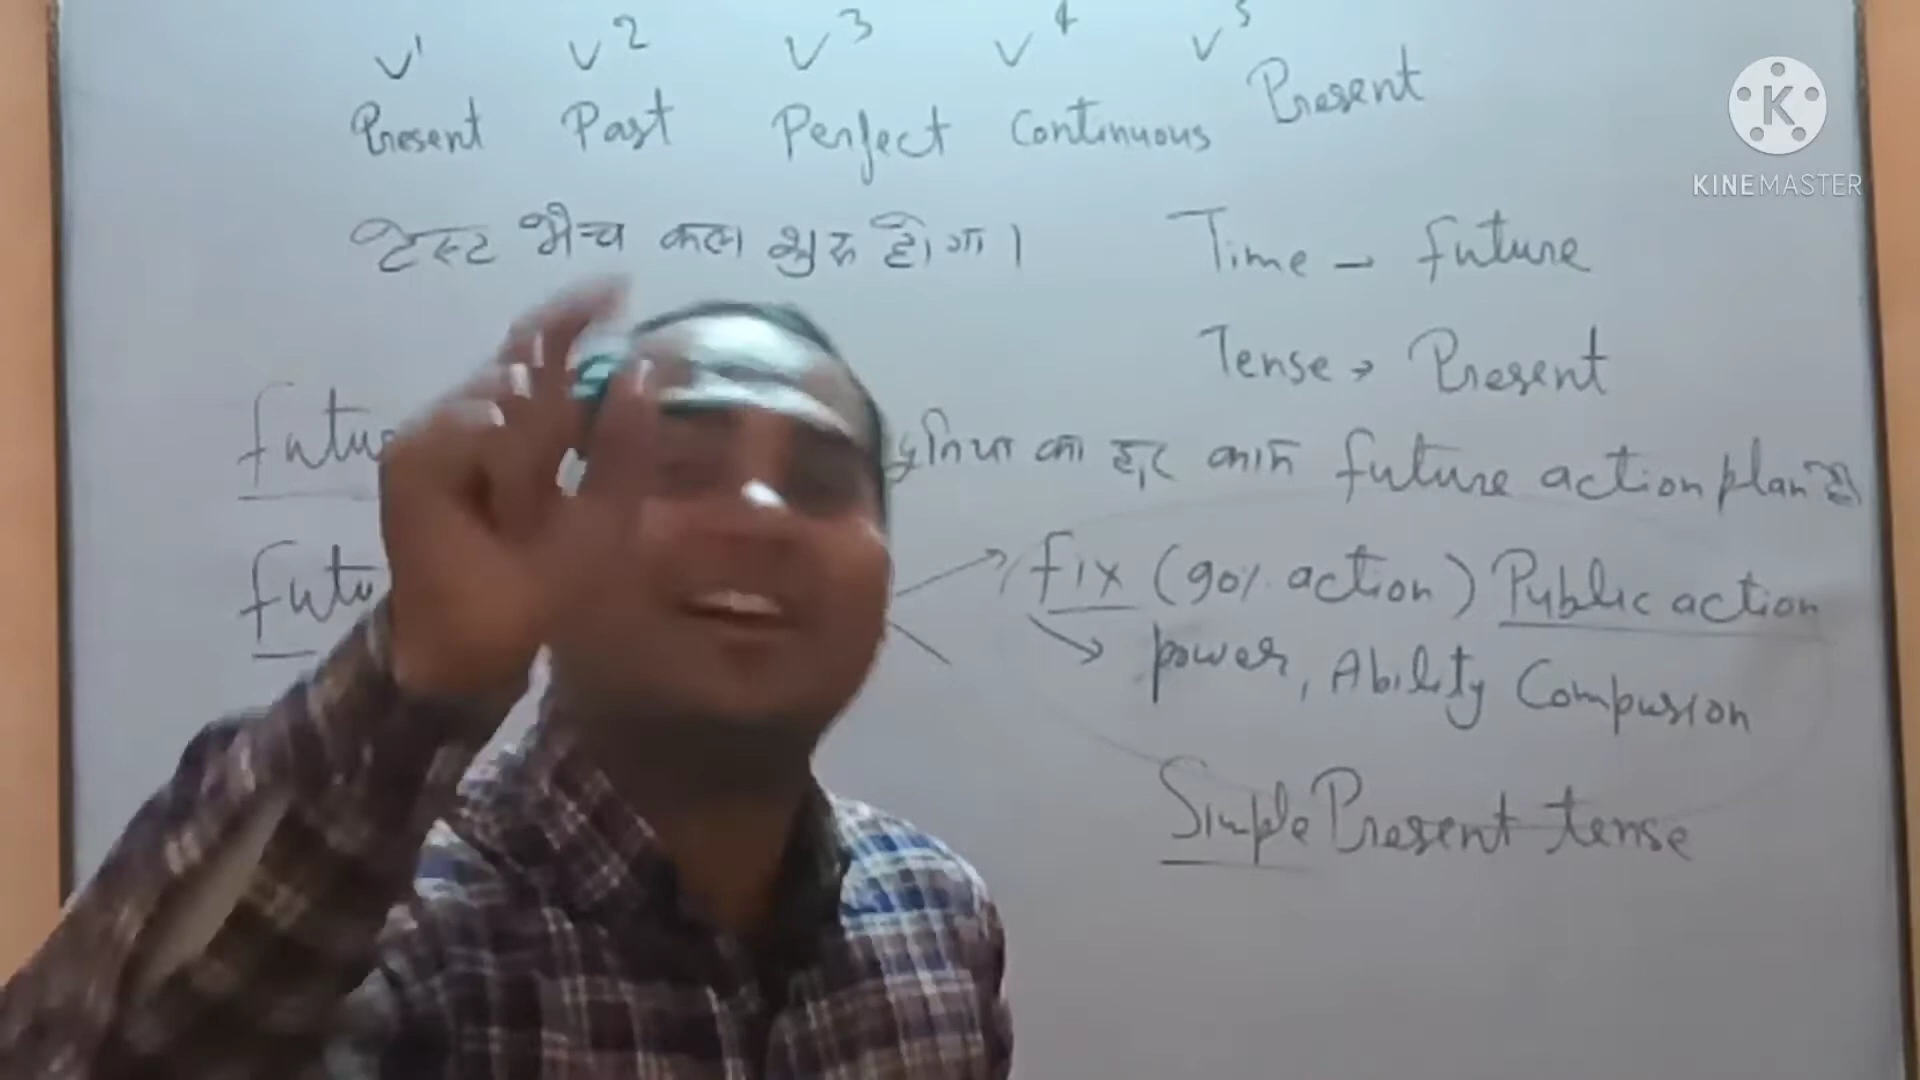 V¹ V² V³ V⁴ V⁵
Present Past Perfect Continuous Present
टेस्ट मैच कल शुरू होगा । Time - future
Tense → Present
futu दुनिया का हर काम future action plan है
futu fix (90% action) Public action
power, Ability Compursion
Simple Present tense
KINEMASTER